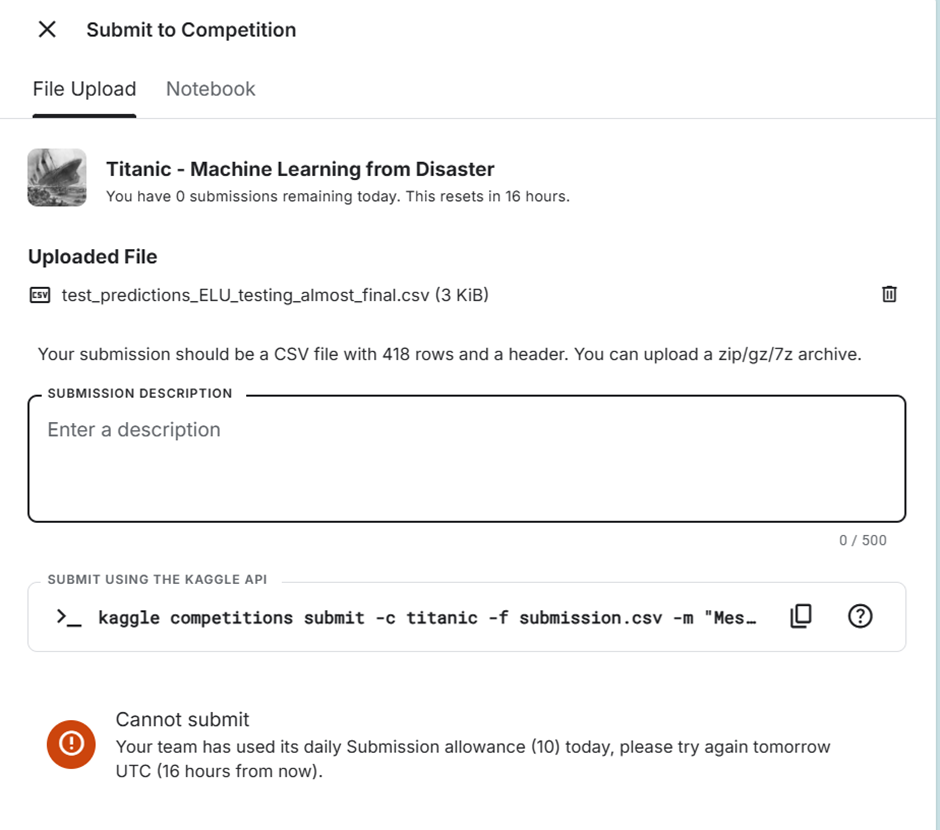 Submit to Competition
File Upload
Notebook
Titanic - Machine Learning from Disaster
You have 0 submissions remaining today. This resets in 16 hours.
Uploaded File
CSV
test_predictions_ELU_testing_almost_final.csv (3 KiB)
Your submission should be a CSV file with 418 rows and a header. You can upload a zip/gz/7z archive.
SUBMISSION DESCRIPTION
Enter a description
0 / 500
SUBMIT USING THE KAGGLE API
>_ kaggle competitions submit -c titanic -f submission.csv -m "Mes…
Cannot submit
Your team has used its daily Submission allowance (10) today, please try again tomorrow
UTC (16 hours from now).